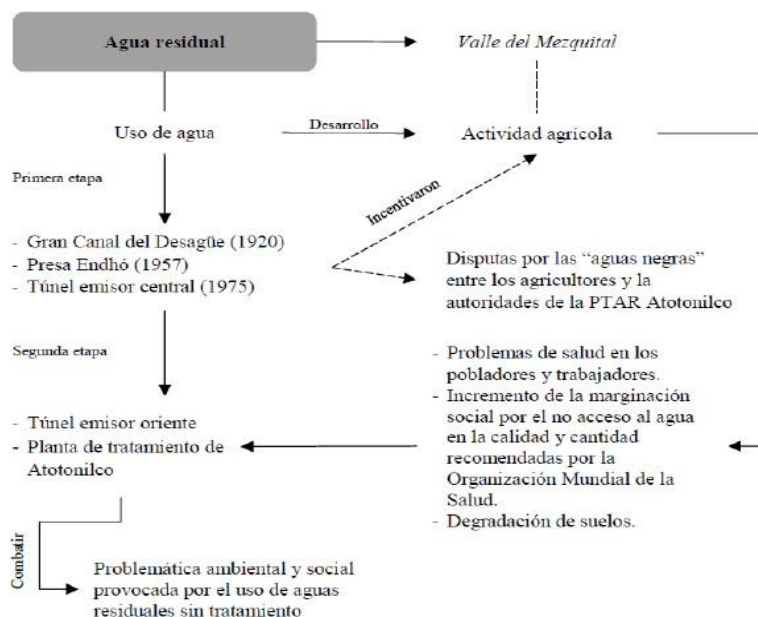 Agua residual
Valle del Mezquital
Uso de agua
Desarrollo
Actividad agrícola
Primera etapa
Incentivaron
- Gran Canal del Desagüe (1920)
- Presa Endhó (1957)
- Túnel emisor central (1975)
Disputas por las “aguas negras”
entre los agricultores y la
autoridades de la PTAR Atotonilco
Segunda etapa
- Problemas de salud en los
pobladores y trabajadores.
- Incremento de la marginación
social por el no acceso al agua
en la calidad y cantidad
recomendadas por la
Organización Mundial de la
Salud.
- Degradación de suelos.
- Túnel emisor oriente
- Planta de tratamiento de
Atotonilco
Combatir
Problemática ambiental y social
provocada por el uso de aguas
residuales sin tratamiento